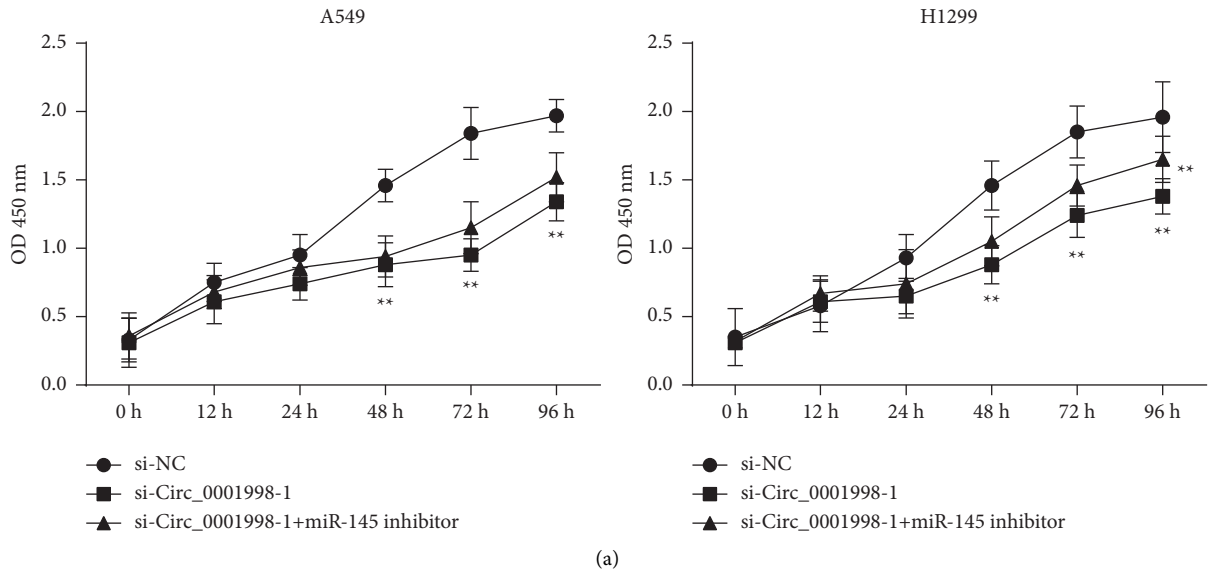 A549
OD 450 nm
2.5
2.0
1.5
1.0
0.5
0.0
**
**
**
0 h 12 h 24 h 48 h 72 h 96 h
si-NC
si-Circ_0001998-1
si-Circ_0001998-1+miR-145 inhibitor
H1299
OD 450 nm
2.5
2.0
1.5
1.0
0.5
0.0
**
**
**
**
0 h 12 h 24 h 48 h 72 h 96 h
si-NC
si-Circ_0001998-1
si-Circ_0001998-1+miR-145 inhibitor
(a)